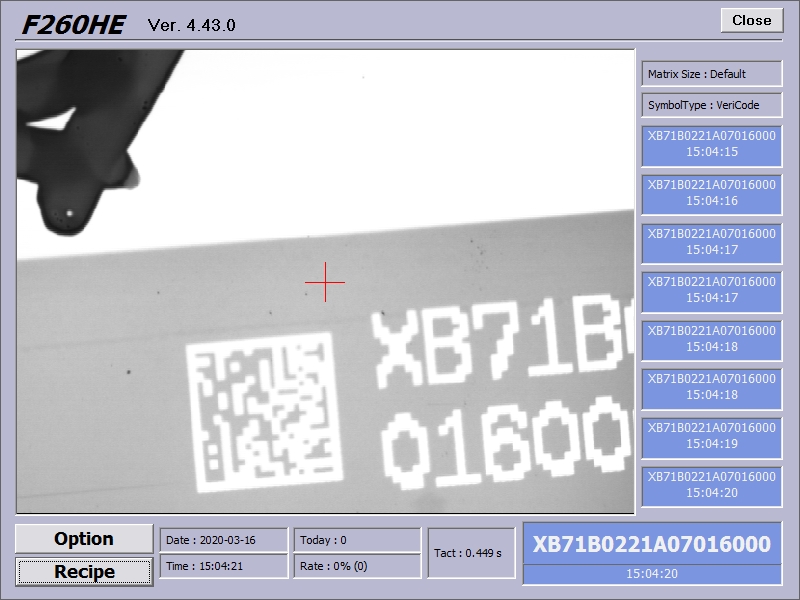 F260HE Ver. 4.43.0
Close
Matrix Size : Default
SymbolType : VeriCode
XB71B0221A07016000
15:04:15
XB71B0221A07016000
15:04:16
XB71B0221A07016000
15:04:17
XB71B0221A07016000
15:04:17
XB71B0221A07016000
15:04:18
XB71B0221A07016000
15:04:18
XB71B0221A07016000
15:04:19
XB71B0221A07016000
15:04:20
XB71B
01600
Option
Recipe
Date : 2020-03-16
Time : 15:04:21
Today : 0
Rate : 0% (0)
Tact : 0.449 s
XB71B0221A07016000
15:04:20